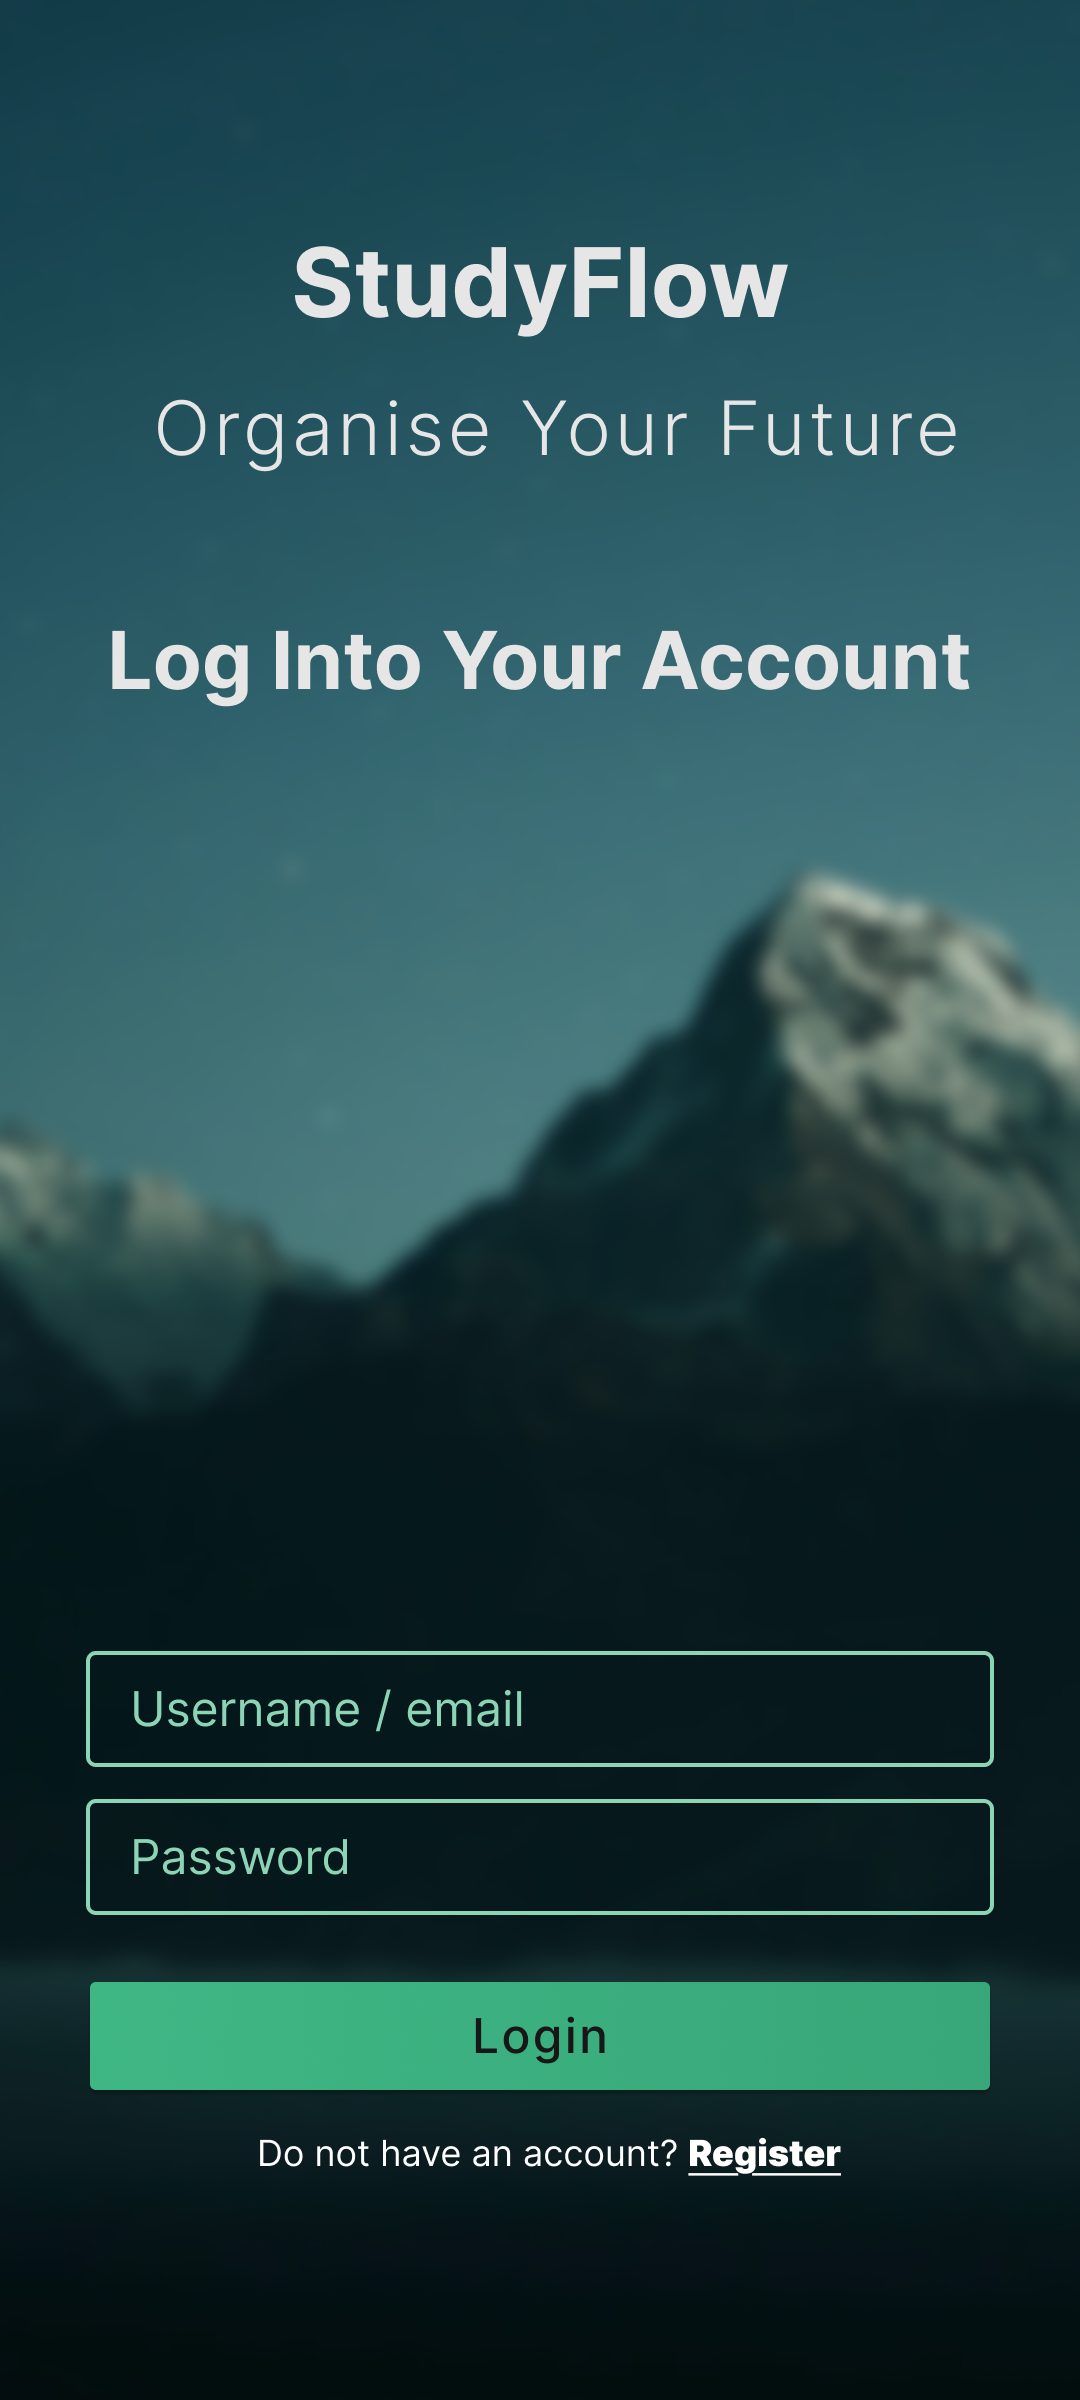 StudyFlow
Organise Your Future
Log Into Your Account
Username / email
Password
Login
Do not have an account? Register